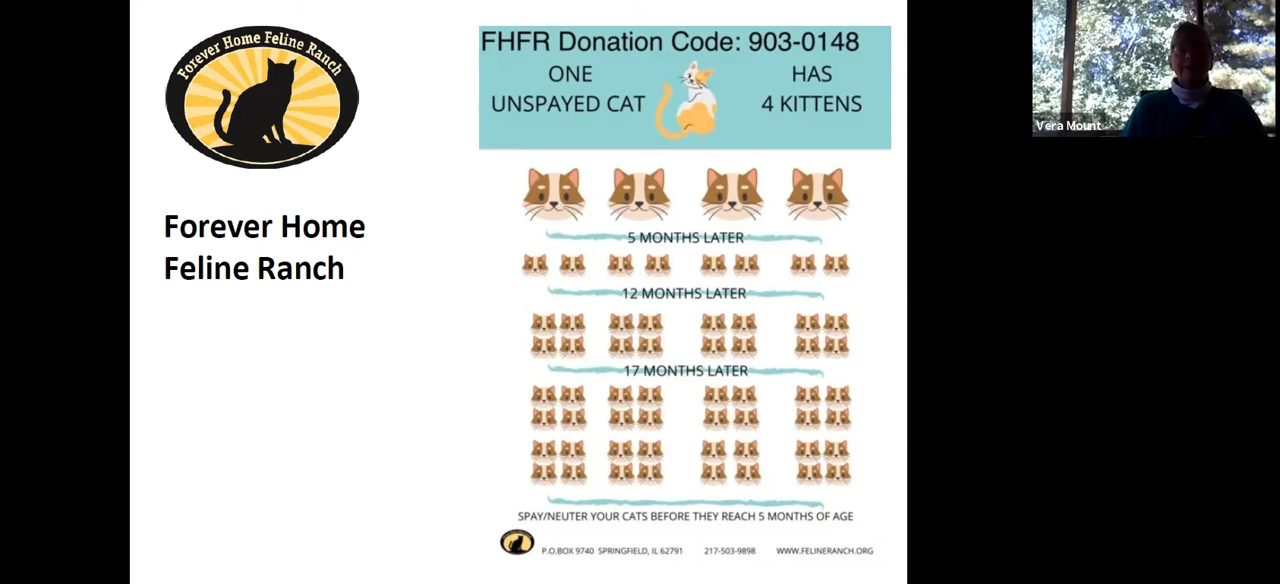 Forever Home Feline Ranch
Forever Home
Feline Ranch
FHFR Donation Code: 903-0148
ONE HAS
UNSPAYED CAT 4 KITTENS
5 MONTHS LATER
12 MONTHS LATER
17 MONTHS LATER
SPAY/NEUTER YOUR CATS BEFORE THEY REACH 5 MONTHS OF AGE
P.O.BOX 9740 SPRINGFIELD, IL 62791 217-503-9898 WWW.FELINERANCH.ORG
Vera Mount